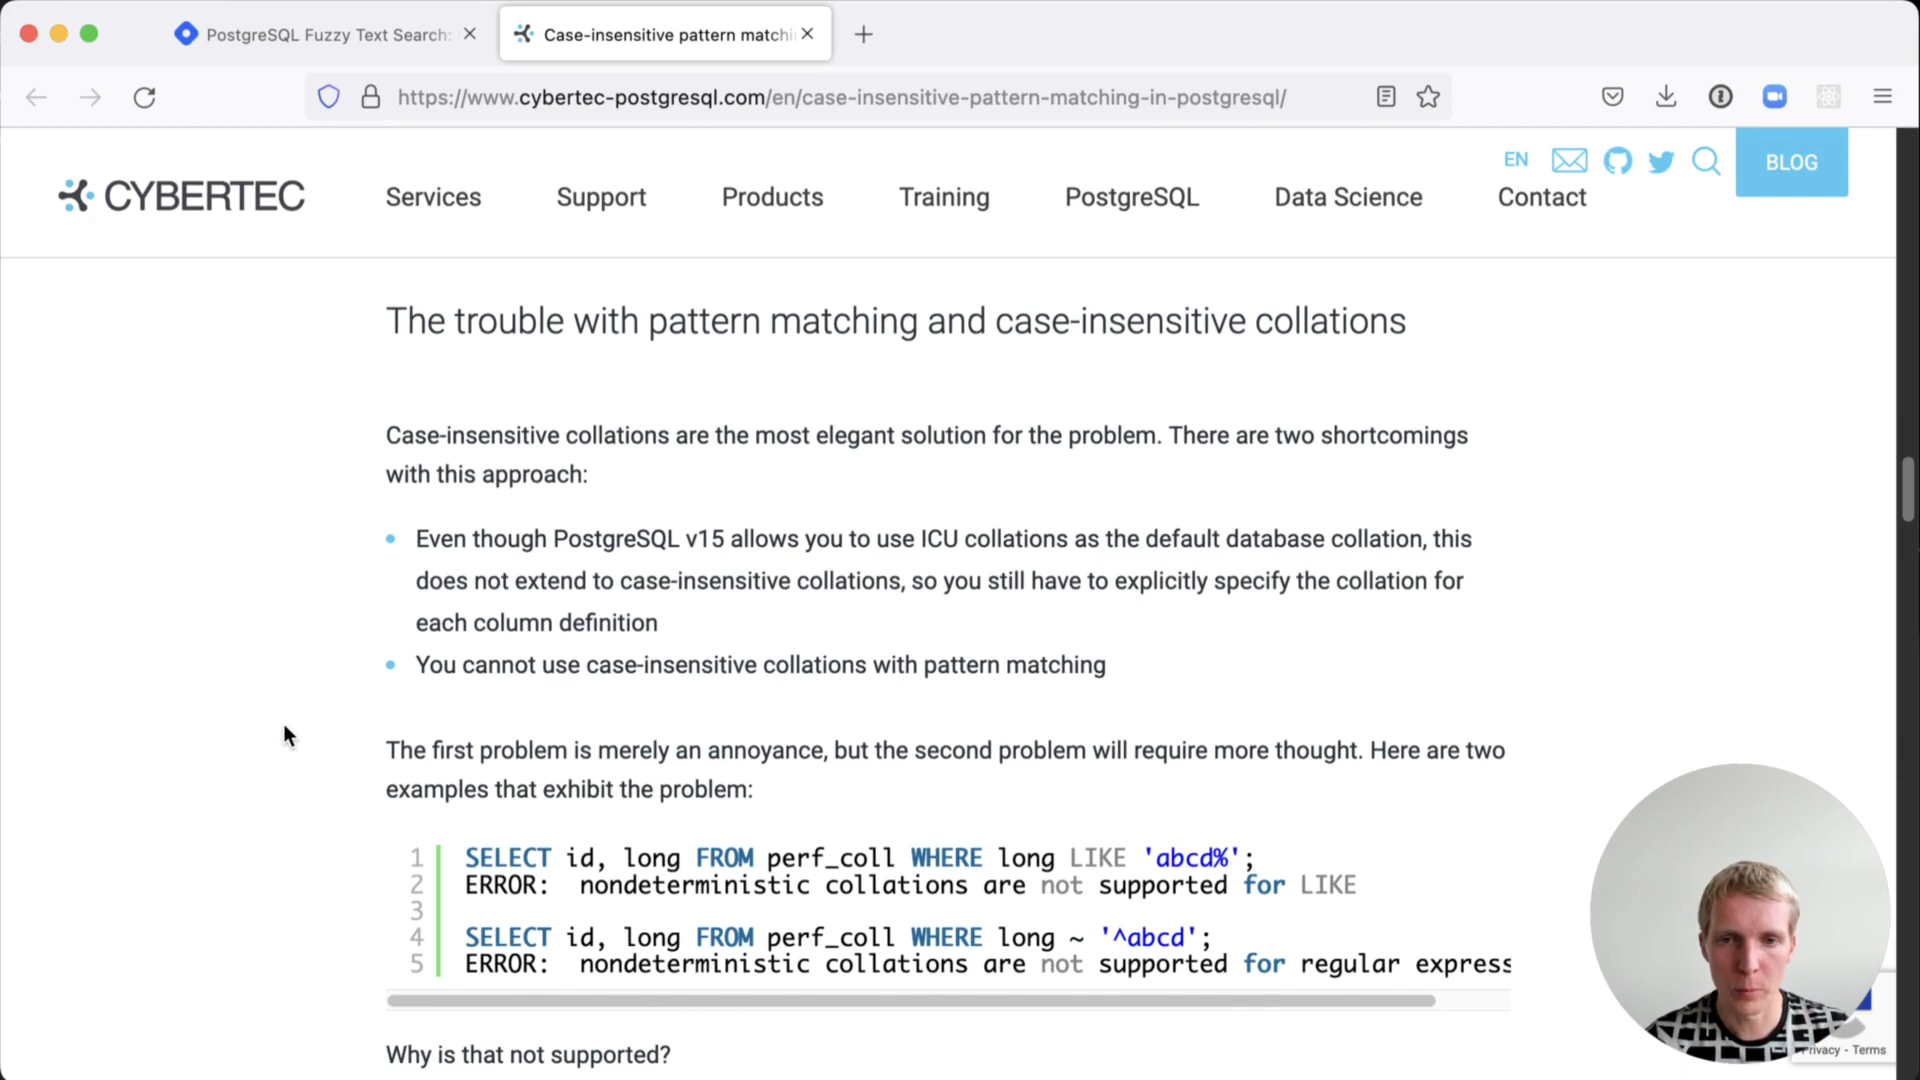 PostgreSQL Fuzzy Text Search:
Case-insensitive pattern matchi
https://www.cybertec-postgresql.com/en/case-insensitive-pattern-matching-in-postgresql/
EN
BLOG
CYBERTEC
Services
Support
Products
Training
PostgreSQL
Data Science
Contact
The trouble with pattern matching and case-insensitive collations
Case-insensitive collations are the most elegant solution for the problem. There are two shortcomings
with this approach:
Even though PostgreSQL v15 allows you to use ICU collations as the default database collation, this
does not extend to case-insensitive collations, so you still have to explicitly specify the collation for
each column definition
You cannot use case-insensitive collations with pattern matching
The first problem is merely an annoyance, but the second problem will require more thought. Here are two
examples that exhibit the problem:
1 SELECT id, long FROM perf_coll WHERE long LIKE 'abcd%';
2 ERROR:  nondeterministic collations are not supported for LIKE
3
4 SELECT id, long FROM perf_coll WHERE long ~ '^abcd';
5 ERROR:  nondeterministic collations are not supported for regular express
Why is that not supported?
Privacy - Terms